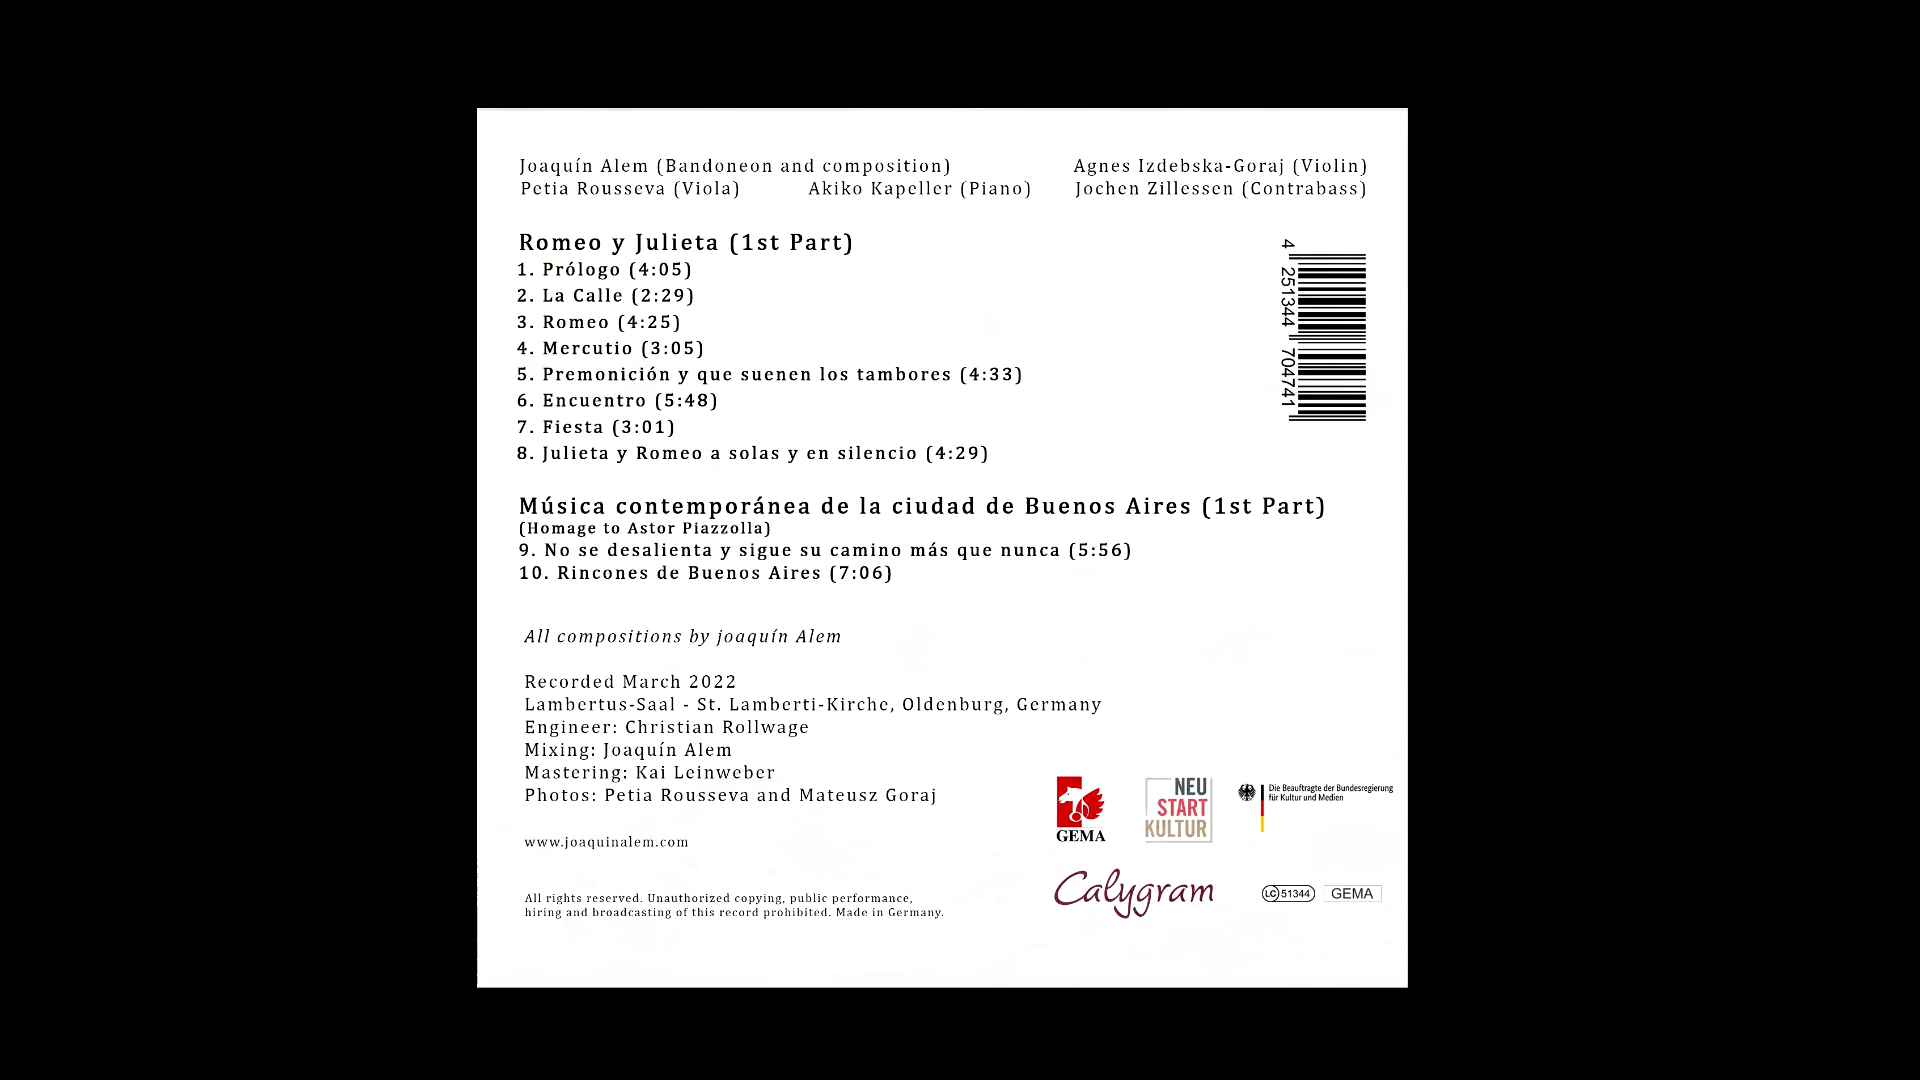 Joaquín Alem (Bandoneon and composition) Agnes Izdebska-Goraj (Violin)
Petia Rousseva (Viola) Akiko Kapeller (Piano) Jochen Zillessen (Contrabass)
Romeo y Julieta (1st Part)
1. Prólogo (4:05)
2. La Calle (2:29)
3. Romeo (4:25)
4. Mercutio (3:05)
5. Premonición y que suenen los tambores (4:33)
6. Encuentro (5:48)
7. Fiesta (3:01)
8. Julieta y Romeo a solas y en silencio (4:29)
4 251344 704741
Música contemporánea de la ciudad de Buenos Aires (1st Part)
(Homage to Astor Piazzolla)
9. No se desalienta y sigue su camino más que nunca (5:56)
10. Rincones de Buenos Aires (7:06)
All compositions by joaquín Alem
Recorded March 2022
Lambertus-Saal - St. Lamberti-Kirche, Oldenburg, Germany
Engineer: Christian Rollwage
Mixing: Joaquín Alem
Mastering: Kai Leinweber
Photos: Petia Rousseva and Mateusz Goraj
www.joaquinalem.com
All rights reserved. Unauthorized copying, public performance,
hiring and broadcasting of this record prohibited. Made in Germany.
GEMA
NEU
START
KULTUR
Die Beauftragte der Bundesregierung
für Kultur und Medien
Calygram
LC 51344
GEMA